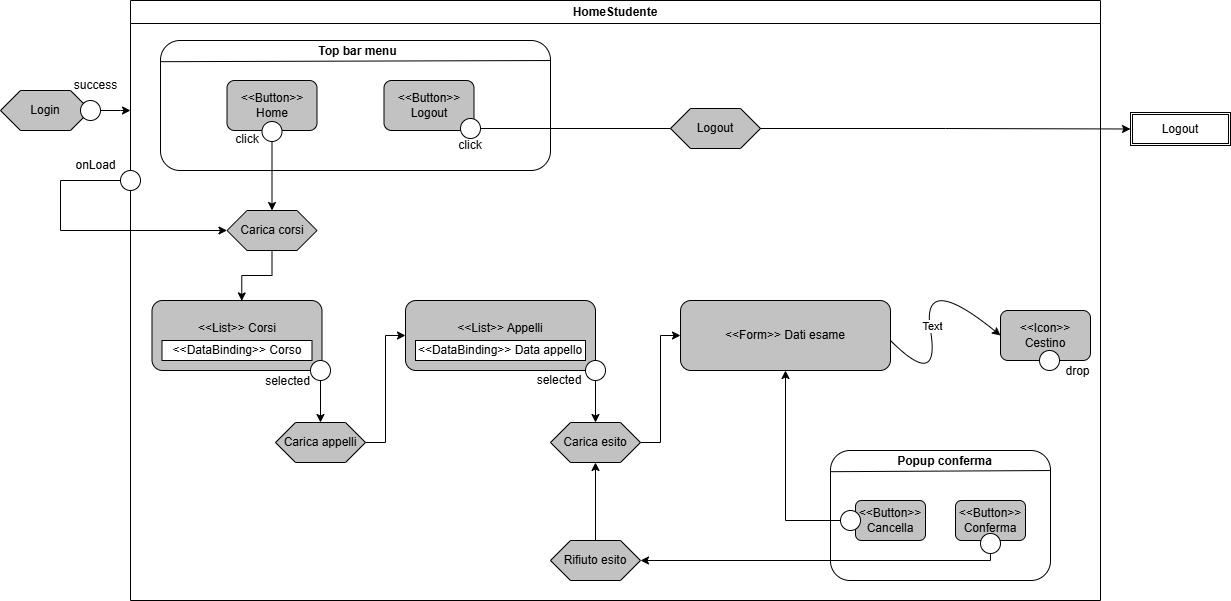 HomeStudente
Top bar menu
success
Login
<<Button>>
Home
click
<<Button>>
Logout
click
Logout
Logout
onLoad
Carica corsi
<<List>> Corsi
<<DataBinding>> Corso
selected
<<List>> Appelli
<<DataBinding>> Data appello
selected
<<Form>> Dati esame
Text
<<Icon>>
Cestino
drop
Carica appelli
Carica esito
Popup conferma
<<Button>>
Cancella
<<Button>>
Conferma
Rifiuto esito